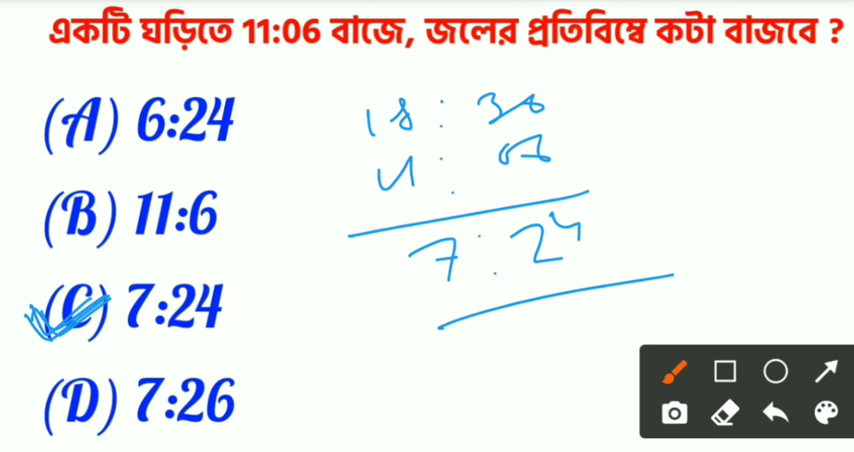 একটি ঘড়িতে 11:06 বাজে, জলের প্রতিবিম্বে কটা বাজবে ?
(A) 6:24
(B) 11:6
(C) 7:24
(D) 7:26
18 : 30
11 : 06
7 : 24